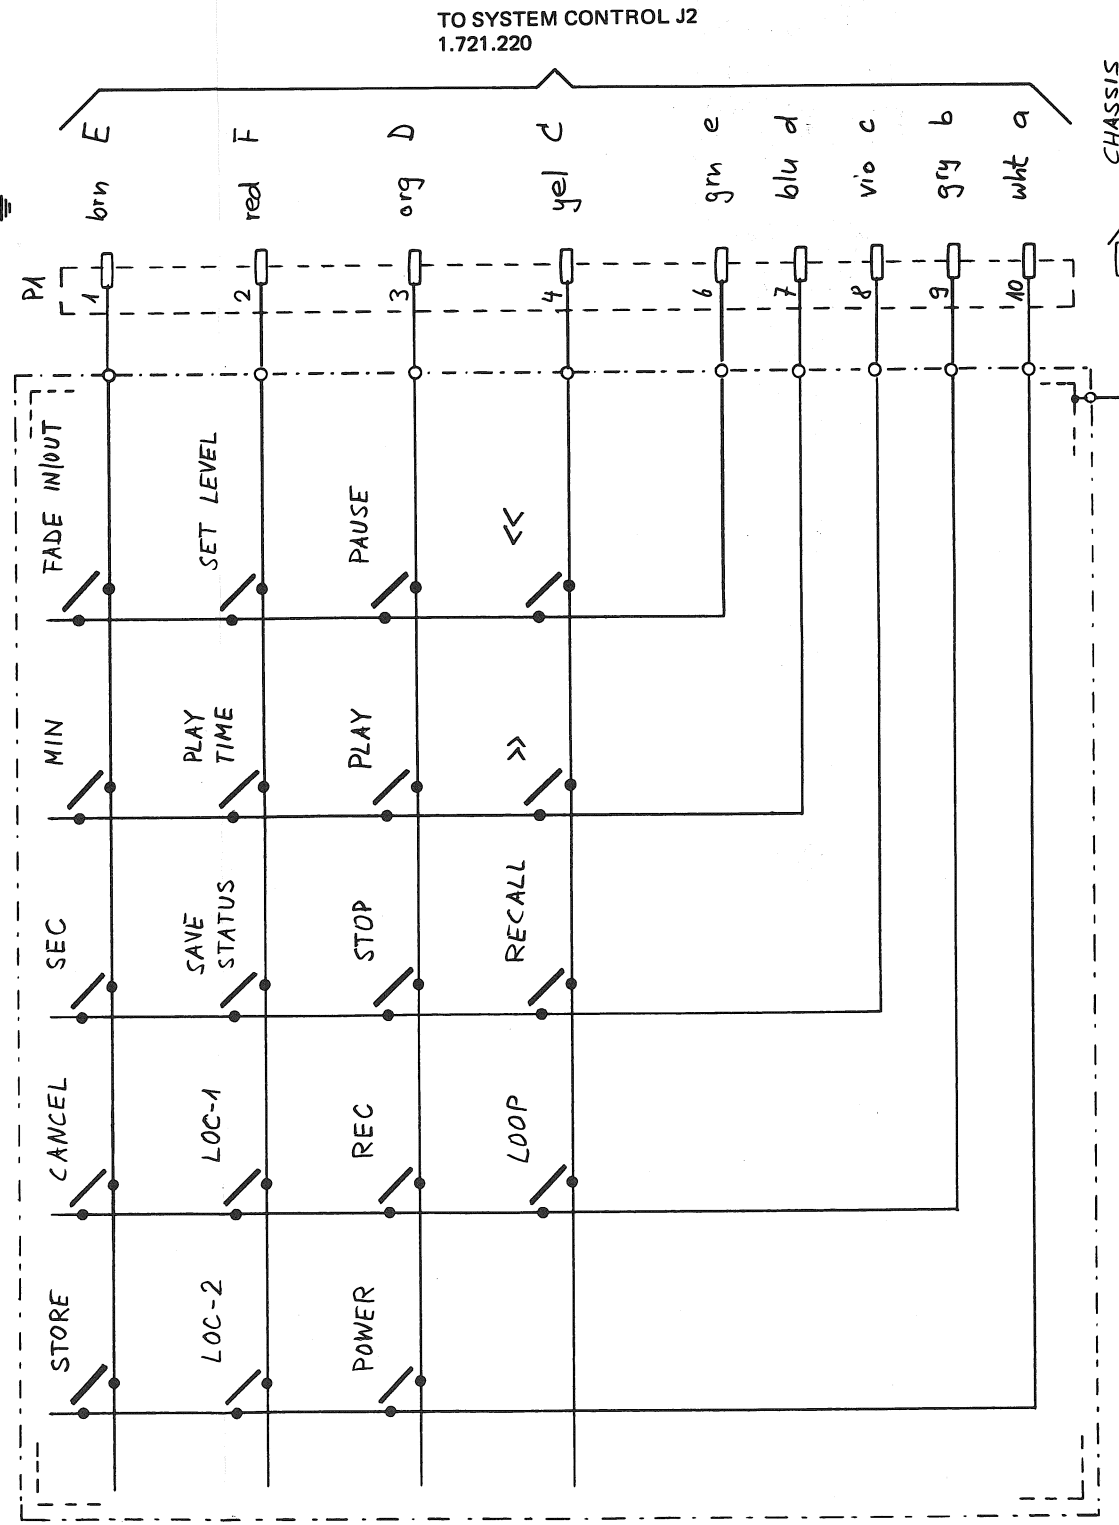 TO SYSTEM CONTROL J2
1.721.220
E
F
D
C
e
d
c
b
a
CHASSIS
brn
red
org
yel
grn
blu
vio
gry
wht
P1
1
2
3
4
6
7
8
9
10
FADE IN/OUT
SET LEVEL
PAUSE
<<
MIN
PLAY
TIME
PLAY
>>
SEC
SAVE
STATUS
STOP
RECALL
CANCEL
LOC-1
REC
LOOP
STORE
LOC-2
POWER